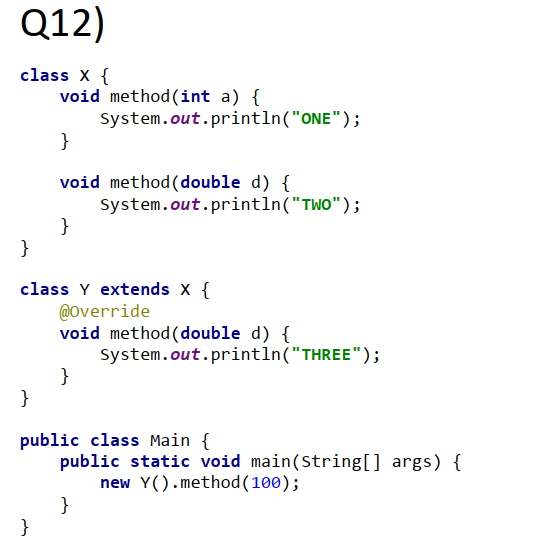 Q12)
class X {
    void method(int a) {
        System.out.println("ONE");
    }
    void method(double d) {
        System.out.println("TWO");
    }
}
class Y extends X {
    @Override
    void method(double d) {
        System.out.println("THREE");
    }
}
public class Main {
    public static void main(String[] args) {
        new Y().method(100);
    }
}